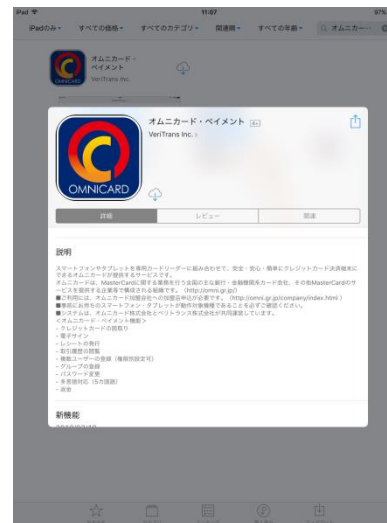 iPad
11:07
97%
iPadのみ
すべての価格
すべてのカテゴリ
関連順
すべての年齢
オムニカー…
オムニカード・
ペイメント
VeriTrans Inc.
OMNICARD
オムニカード・ペイメント 4+
VeriTrans Inc. >
OMNICARD
詳細
レビュー
関連
説明
スマートフォンやタブレットを専用カードリーダーに組み合わせて、安全・安心・簡単にクレジットカード決済端末に
できるオムニカードが提供するサービスです。
オムニカードは、MasterCardに関する業務を行う全国の主な銀行・金融機関系カード会社、その他MasterCardのサ
ービスを提供する企業等で構成される組織です。（http://omni.gr.jp/）
■ご利用には、オムニカード加盟会社への加盟店申込が必要です。（http://omni.gr.jp/company/index.html ）
■事前にお持ちのスマートフォン・タブレットが動作対象機種であることを必ずご確認ください。
■システムは、オムニカード株式会社とベリトランス株式会社が共同運営しています。
＜オムニカード・ペイメント機能＞
- クレジットカードの読取り
- 電子サイン
- レシートの発行
- 取引履歴の閲覧
- 複数ユーザーの登録（権限別設定可）
- グループの登録
- パスワード変更
- 多言語対応（5カ国語）
- 返金
新機能